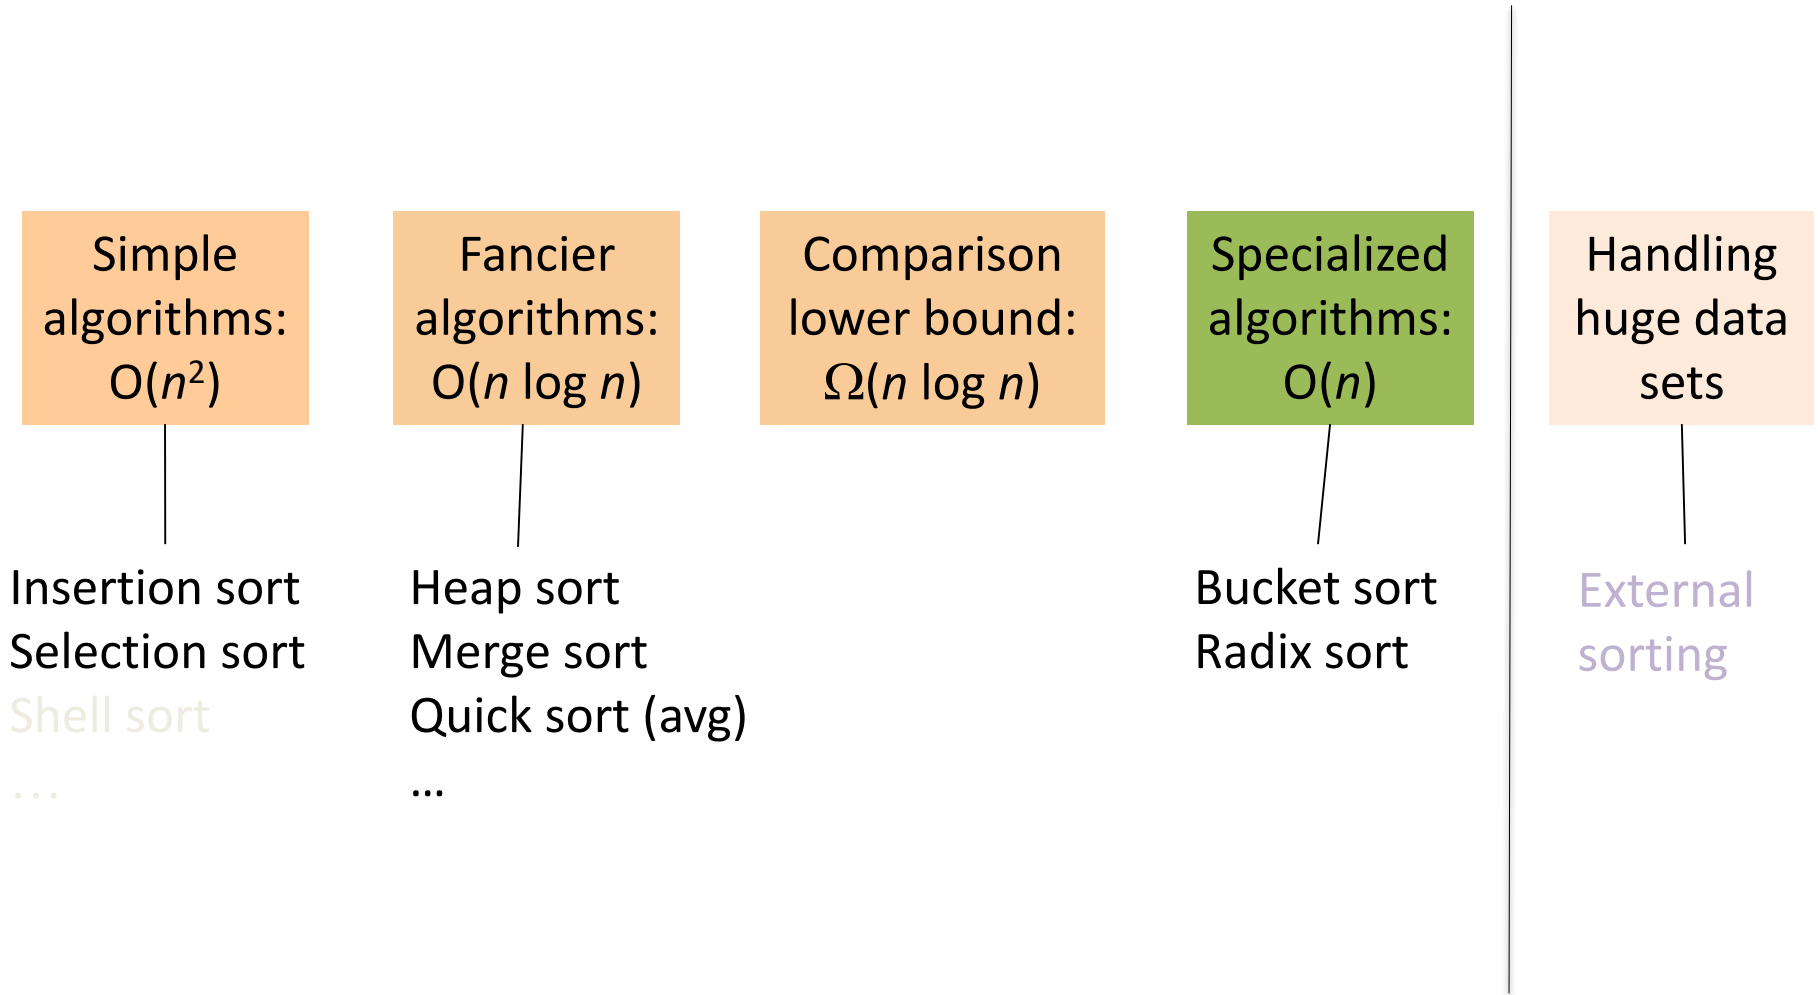 Simple
algorithms:
O(n²)
Fancier
algorithms:
O(n log n)
Comparison
lower bound:
Ω(n log n)
Specialized
algorithms:
O(n)
Handling
huge data
sets
Insertion sort
Selection sort
Shell sort
…
Heap sort
Merge sort
Quick sort (avg)
…
Bucket sort
Radix sort
External
sorting